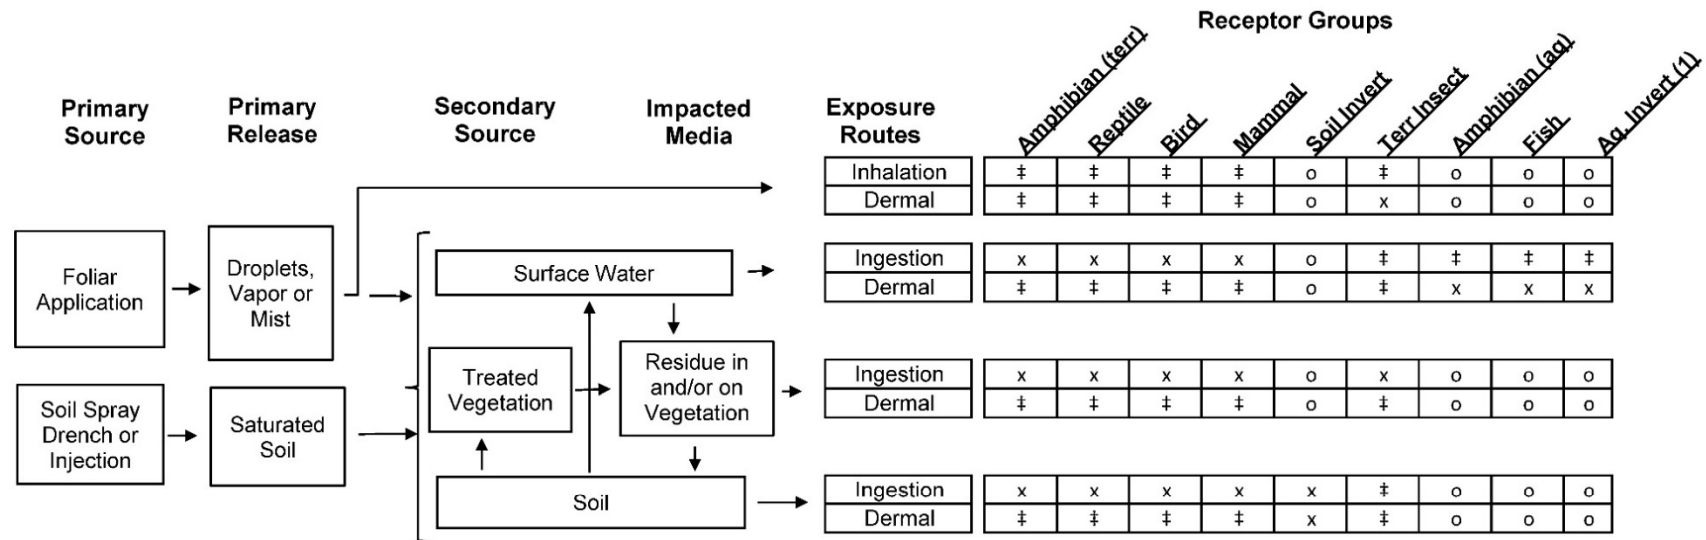 Receptor Groups
Primary Source
Primary Release
Secondary Source
Impacted Media
Exposure Routes
Amphibian (terr)
Reptile
Bird
Mammal
Soil Invert
Terr Insect
Amphibian (aq)
Fish
Aq. Invert (1)
Inhalation ‡ ‡ ‡ ‡ o ‡ o o o
Dermal ‡ ‡ ‡ ‡ o x o o o
Foliar
Application
Droplets,
Vapor or
Mist
Surface Water
Ingestion x x x x o ‡ ‡ ‡ ‡
Dermal ‡ ‡ ‡ ‡ o ‡ x x x
Soil Spray
Drench or
Injection
Saturated
Soil
Treated
Vegetation
Residue in
and/or on
Vegetation
Ingestion x x x x o x o o o
Dermal ‡ ‡ ‡ ‡ o ‡ o o o
Soil
Ingestion x x x x x ‡ o o o
Dermal ‡ ‡ ‡ ‡ x ‡ o o o